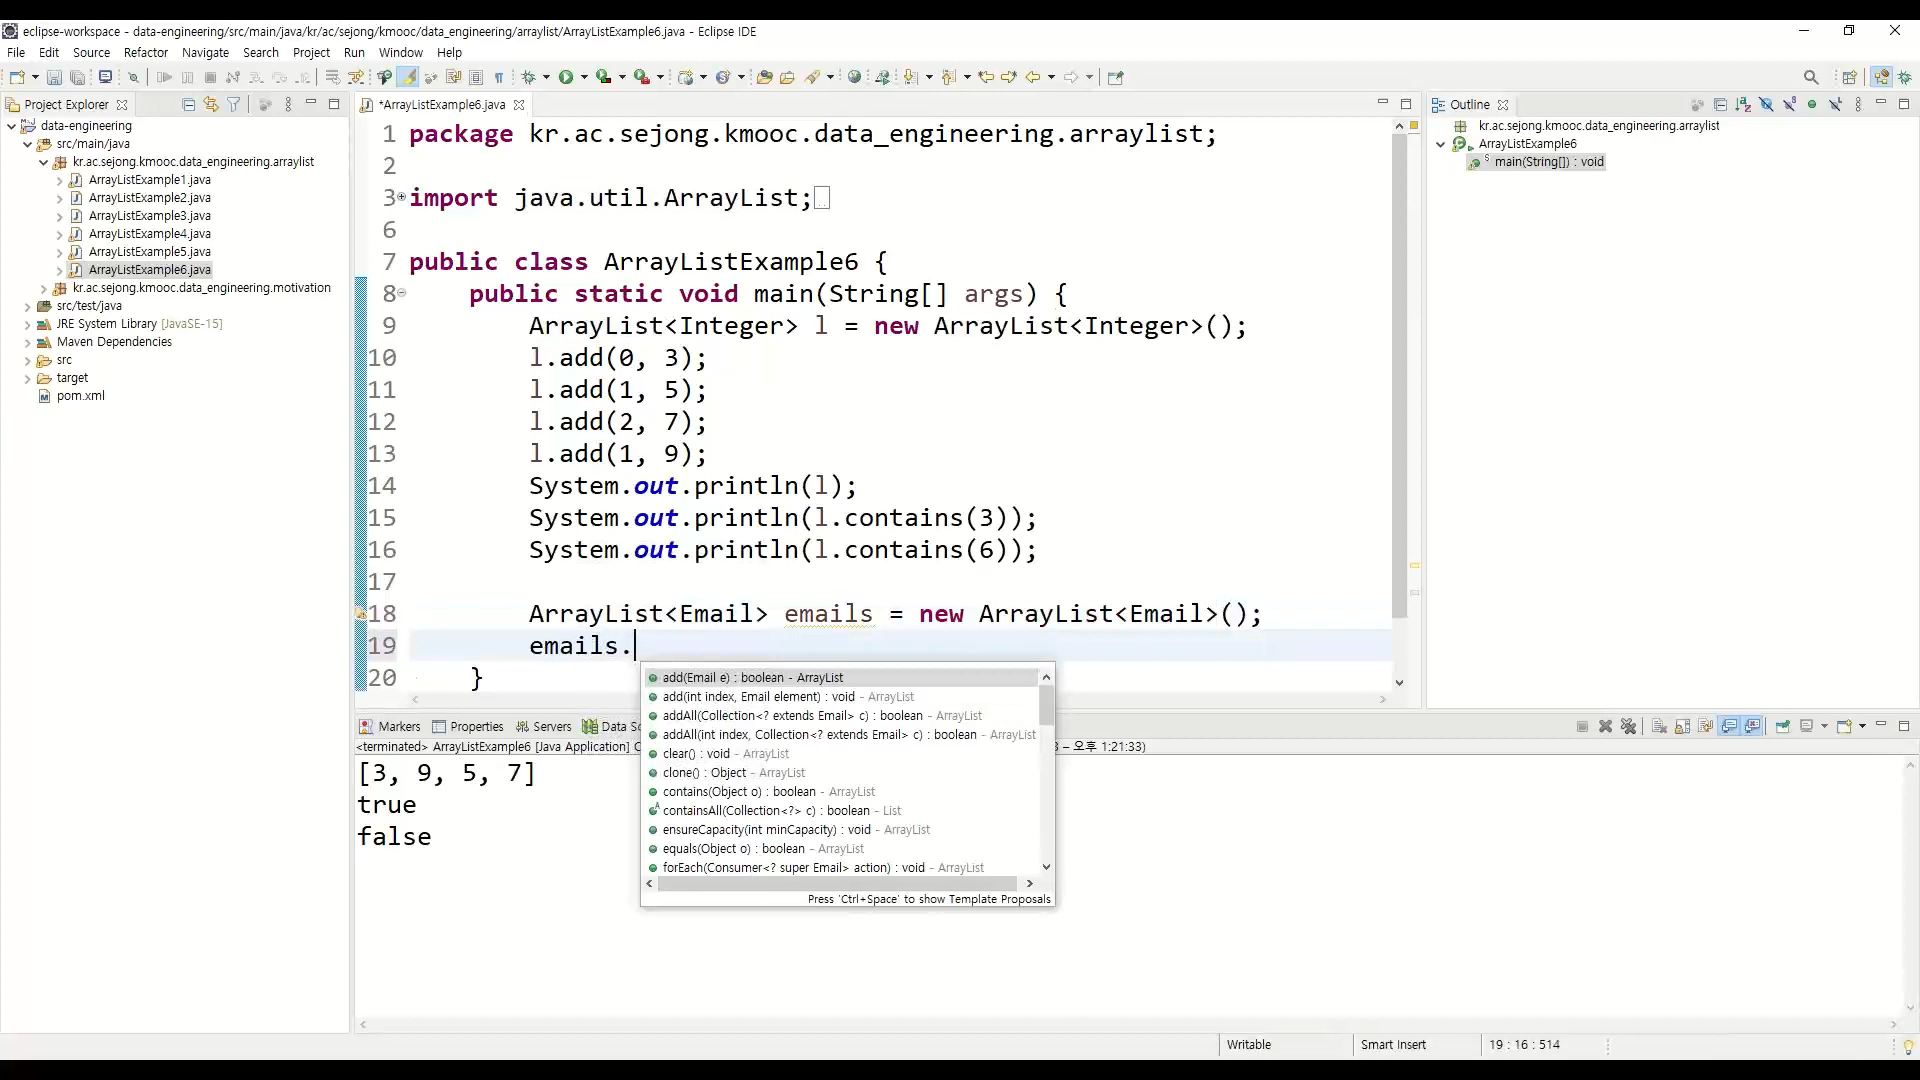 eclipse-workspace - data-engineering/src/main/java/kr/ac/sejong/kmooc/data_engineering/arraylist/ArrayListExample6.java - Eclipse IDE
File Edit Source Refactor Navigate Search Project Run Window Help
Project Explorer
data-engineering
src/main/java
kr.ac.sejong.kmooc.data_engineering.arraylist
ArrayListExample1.java
ArrayListExample2.java
ArrayListExample3.java
ArrayListExample4.java
ArrayListExample5.java
ArrayListExample6.java
kr.ac.sejong.kmooc.data_engineering.motivation
src/test/java
JRE System Library [JavaSE-15]
Maven Dependencies
src
target
pom.xml
*ArrayListExample6.java
1 package kr.ac.sejong.kmooc.data_engineering.arraylist;
2
3 import java.util.ArrayList;
6
7 public class ArrayListExample6 {
8 public static void main(String[] args) {
9 ArrayList<Integer> l = new ArrayList<Integer>();
10 l.add(0, 3);
11 l.add(1, 5);
12 l.add(2, 7);
13 l.add(1, 9);
14 System.out.println(l);
15 System.out.println(l.contains(3));
16 System.out.println(l.contains(6));
17
18 ArrayList<Email> emails = new ArrayList<Email>();
19 emails.
20 }
add(Email e) : boolean - ArrayList
add(int index, Email element) : void - ArrayList
addAll(Collection<? extends Email> c) : boolean - ArrayList
addAll(int index, Collection<? extends Email> c) : boolean - ArrayList
clear() : void - ArrayList
clone() : Object - ArrayList
contains(Object o) : boolean - ArrayList
containsAll(Collection<?> c) : boolean - List
ensureCapacity(int minCapacity) : void - ArrayList
equals(Object o) : boolean - ArrayList
forEach(Consumer<? super Email> action) : void - ArrayList
Press 'Ctrl+Space' to show Template Proposals
Outline
kr.ac.sejong.kmooc.data_engineering.arraylist
ArrayListExample6
main(String[]) : void
Markers Properties Servers Data
<terminated> ArrayListExample6 [Java Application] – 오후 1:21:33)
[3, 9, 5, 7]
true
false
Writable Smart Insert 19 : 16 : 514